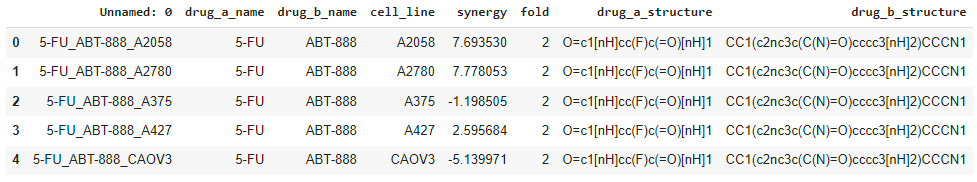 Unnamed: 0 drug_a_name drug_b_name cell_line synergy fold drug_a_structure drug_b_structure
0 5-FU_ABT-888_A2058 5-FU ABT-888 A2058 7.693530 2 O=c1[nH]cc(F)c(=O)[nH]1 CC1(c2nc3c(C(N)=O)cccc3[nH]2)CCCN1
1 5-FU_ABT-888_A2780 5-FU ABT-888 A2780 7.778053 2 O=c1[nH]cc(F)c(=O)[nH]1 CC1(c2nc3c(C(N)=O)cccc3[nH]2)CCCN1
2 5-FU_ABT-888_A375 5-FU ABT-888 A375 -1.198505 2 O=c1[nH]cc(F)c(=O)[nH]1 CC1(c2nc3c(C(N)=O)cccc3[nH]2)CCCN1
3 5-FU_ABT-888_A427 5-FU ABT-888 A427 2.595684 2 O=c1[nH]cc(F)c(=O)[nH]1 CC1(c2nc3c(C(N)=O)cccc3[nH]2)CCCN1
4 5-FU_ABT-888_CAOV3 5-FU ABT-888 CAOV3 -5.139971 2 O=c1[nH]cc(F)c(=O)[nH]1 CC1(c2nc3c(C(N)=O)cccc3[nH]2)CCCN1